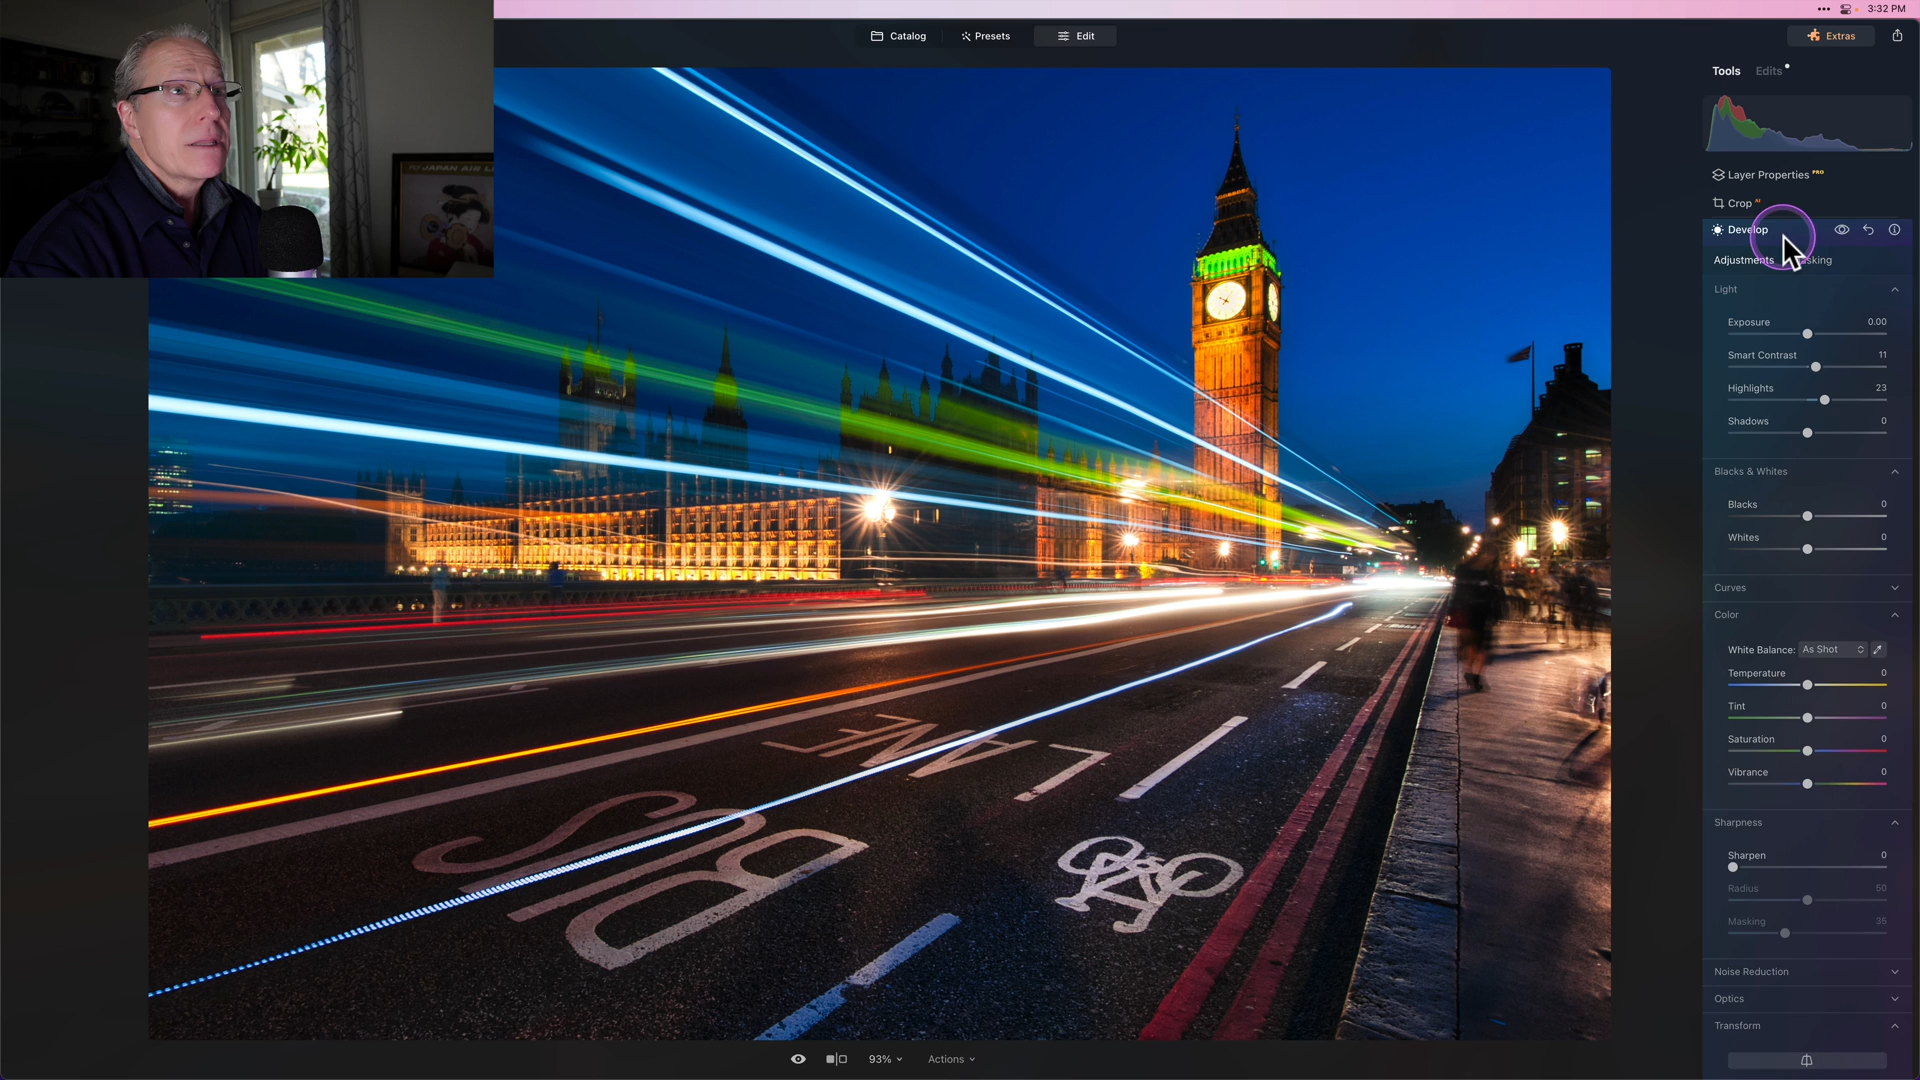 3:32 PM
Catalog
Presets
Edit
Extras
Tools
Edits
FLY JAPAN AIR
Layer Properties PRO
Crop AI
Develop
Adjustments
Light
Exposure 0.00
Smart Contrast 11
Highlights 23
Shadows 0
Blacks & Whites
Blacks 0
Whites 0
Curves
Color
White Balance: As Shot
Temperature 0
Tint 0
Saturation 0
Vibrance 0
Sharpness
Sharpen 0
Radius 50
Masking 35
Noise Reduction
Optics
Transform
LANE
BUS
93%
Actions